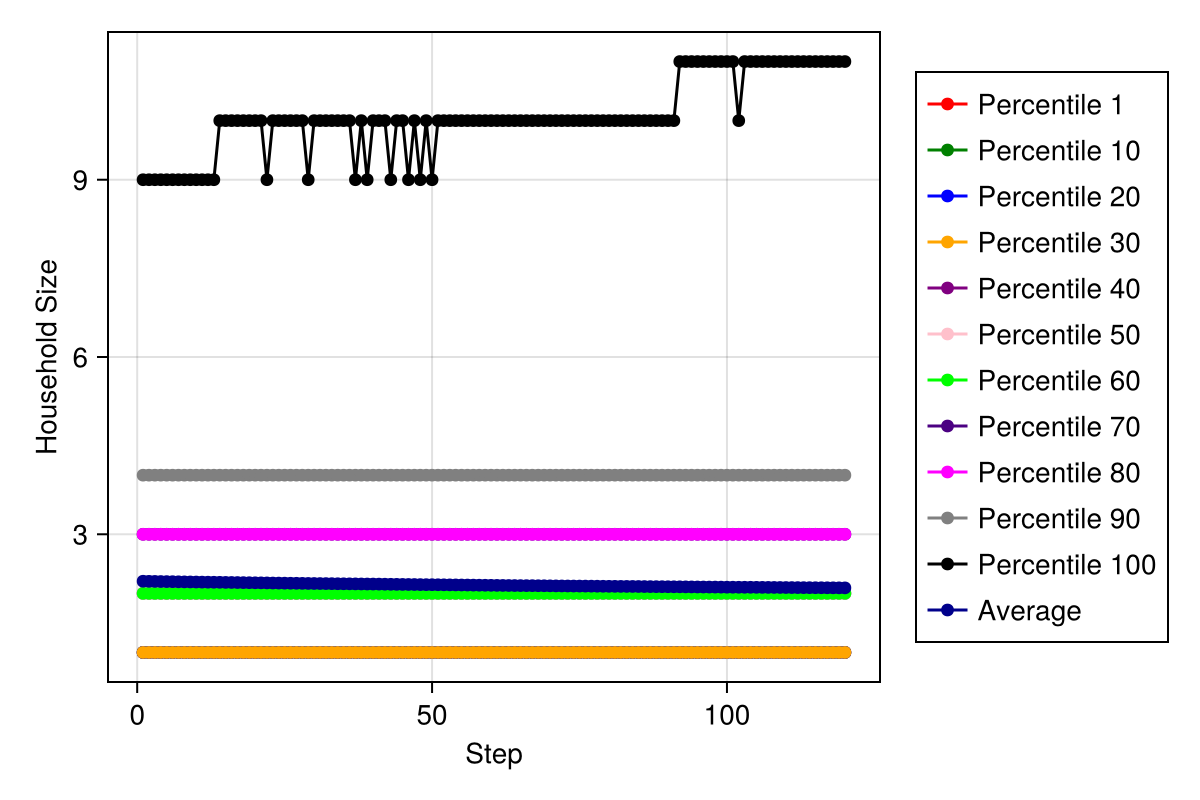 9
6
3
Household Size
0
50
100
Step
Percentile 1
Percentile 10
Percentile 20
Percentile 30
Percentile 40
Percentile 50
Percentile 60
Percentile 70
Percentile 80
Percentile 90
Percentile 100
Average